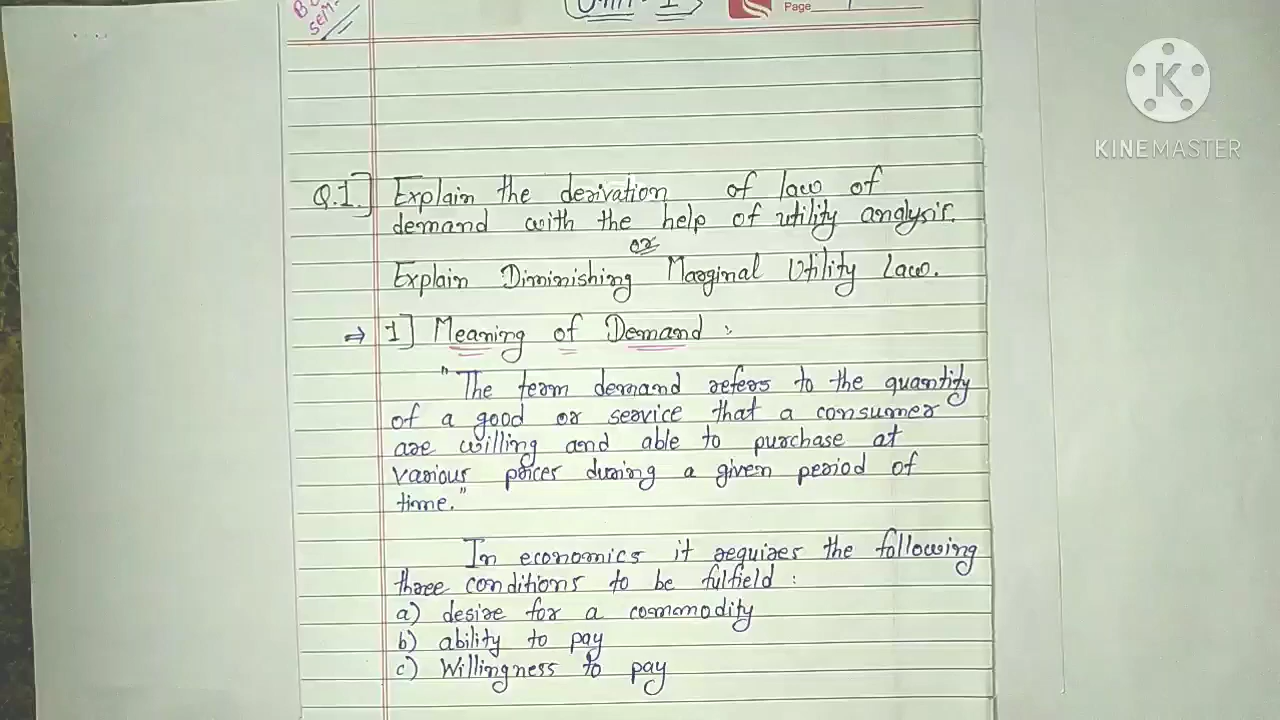 SEM-
Unit - I
Page
KINEMASTER
K
Q.1] Explain the derivation of law of
demand with the help of utility analysis.
or
Explain Diminishing Marginal Utility Law.
⇒ 1] Meaning of Demand :
"The term demand refers to the quantity
of a good or service that a consumer
are willing and able to purchase at
various prices during a given period of
time."
In economics it requires the following
three conditions to be fulfield :
a) desire for a commodity
b) ability to pay
c) Willingness to pay